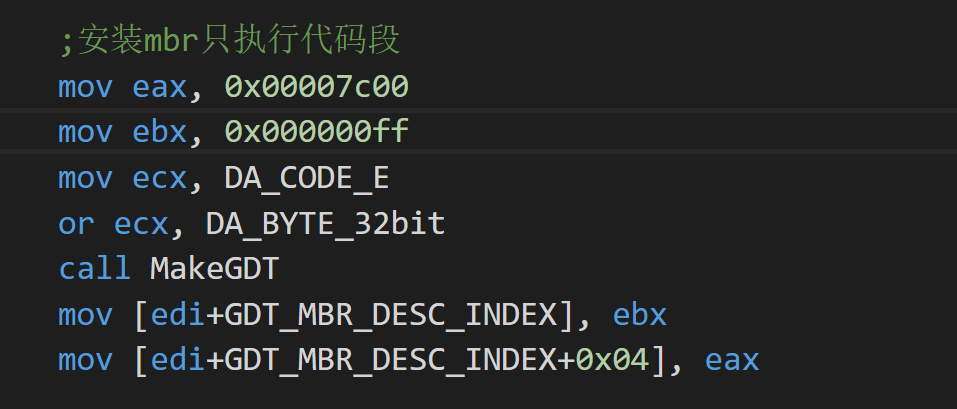 ;安装mbr只执行代码段
mov eax, 0x00007c00
mov ebx, 0x000000ff
mov ecx, DA_CODE_E
or ecx, DA_BYTE_32bit
call MakeGDT
mov [edi+GDT_MBR_DESC_INDEX], ebx
mov [edi+GDT_MBR_DESC_INDEX+0x04], eax